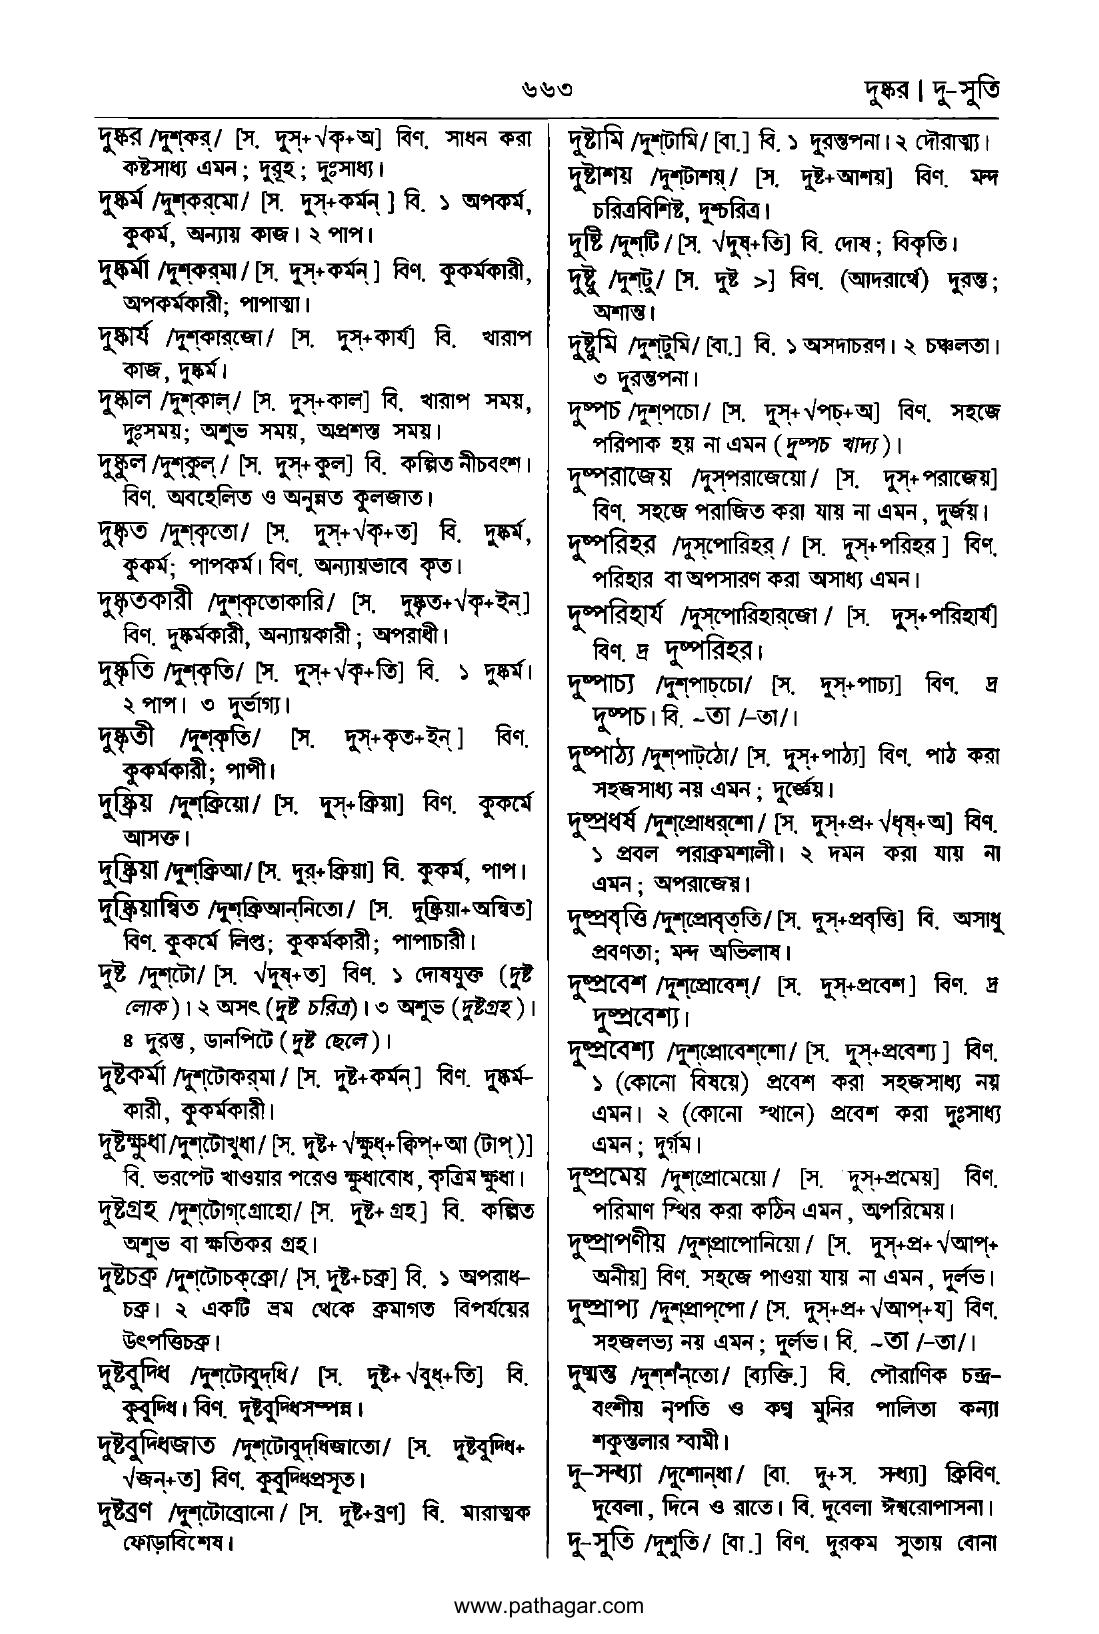 ৬৬৩
দুষ্কর | দু-সুতি
দুষ্কর /দুশ্‌কর্/ [স. দুস্+√কৃ+অ] বিণ. সাধন করা
কষ্টসাধ্য এমন; দুরূহ; দুঃসাধ্য।
দুষ্কর্ম /দুশ্‌কর্‌মো/ [স. দুস্+কর্মন্ ] বি. ১ অপকর্ম,
কুকর্ম, অন্যায় কাজ। ২ পাপ।
দুষ্কর্মা /দুশ্‌কর্‌মা/ [স. দুস্+কর্মন্ ] বিণ. কুকর্মকারী,
অপকর্মকারী; পাপাত্মা।
দুষ্কার্য /দুশ্‌কার্‌জো/ [স. দুস্+কার্য] বি. খারাপ
কাজ, দুষ্কর্ম।
দুষ্কাল /দুশ্‌কাল্/ [স. দুস্+কাল] বি. খারাপ সময়,
দুঃসময়; অশুভ সময়, অপ্রশস্ত সময়।
দুষ্কুল /দুশ্‌কুল্/ [স. দুস্+কুল] বি. কল্পিত নীচবংশ।
বিণ. অবহেলিত ও অনুন্নত কুলজাত।
দুষ্কৃত /দুশ্‌কৃতো/ [স. দুস্+√কৃ+ত] বি. দুষ্কর্ম,
কুকর্ম; পাপকর্ম। বিণ. অন্যায়ভাবে কৃত।
দুষ্কৃতকারী /দুশ্‌কৃতোকারি/ [স. দুষ্কৃত+√কৃ+ইন্]
বিণ. দুষ্কর্মকারী, অন্যায়কারী; অপরাধী।
দুষ্কৃতি /দুশ্‌কৃতি/ [স. দুস্+√কৃ+তি] বি. ১ দুষ্কর্ম।
২ পাপ। ৩ দুর্ভাগ্য।
দুষ্কৃতী /দুশ্‌কৃতি/ [স. দুস্+কৃত+ইন্ ] বিণ.
কুকর্মকারী; পাপী।
দুষ্ক্রিয় /দুশ্‌ক্রিয়ো/ [স. দুস্+ক্রিয়া] বিণ. কুকর্মে
আসক্ত।
দুষ্ক্রিয়া /দুশ্‌ক্রিআ/ [স. দুর্+ক্রিয়া] বি. কুকর্ম, পাপ।
দুষ্ক্রিয়ান্বিত /দুশ্‌ক্রিআন্‌নিতো/ [স. দুষ্ক্রিয়া+অন্বিত]
বিণ. কুকর্মে লিপ্ত; কুকর্মকারী; পাপাচারী।
দুষ্ট /দুশ্‌টো/ [স. √দুষ্+ত] বিণ. ১ দোষযুক্ত (দুষ্ট
লোক)। ২ অসৎ (দুষ্ট চরিত্র)। ৩ অশুভ (দুষ্টগ্রহ)।
৪ দুরন্ত, ডানপিটে (দুষ্ট ছেলে)।
দুষ্টকর্মা /দুশ্‌টোকর্‌মা/ [স. দুষ্ট+কর্মন্ ] বিণ. দুষ্কর্ম-
কারী, কুকর্মকারী।
দুষ্টক্ষুধা /দুশ্‌টোখুধা/ [স. দুষ্ট+ √ক্ষুধ্+ক্বিপ্+আ (টাপ্)]
বি. ভরপেট খাওয়ার পরেও ক্ষুধাবোধ, কৃত্রিম ক্ষুধা।
দুষ্টগ্রহ /দুশ্‌টোগ্‌গ্রোহো/ [স. দুষ্ট+ গ্রহ] বি. কল্পিত
অশুভ বা ক্ষতিকর গ্রহ।
দুষ্টচক্র /দুশ্‌টোচক্‌ক্রো/ [স. দুষ্ট+চক্র] বি. ১ অপরাধ-
চক্র। ২ একটি ভ্রম থেকে ক্রমাগত বিপর্যয়ের
উৎপত্তিচক্র।
দুষ্টবুদ্ধি /দুশ্‌টোবুদ্‌ধি/ [স. দুষ্ট+ √বুধ্+তি] বি.
কুবুদ্ধি। বিণ. দুষ্টবুদ্ধিসম্পন্ন।
দুষ্টবুদ্ধিজাত /দুশ্‌টোবুদ্‌ধিজাতো/ [স. দুষ্টবুদ্ধি+
√জন্+ত] বিণ. কুবুদ্ধিপ্রসূত।
দুষ্টব্রণ /দুশ্‌টোব্রোনো/ [স. দুষ্ট+ব্রণ] বি. মারাত্মক
ফোড়াবিশেষ।
দুষ্টামি /দুশ্‌টামি/ [বা.] বি. ১ দুরন্তপনা। ২ দৌরাত্ম্য।
দুষ্টাশয় /দুশ্‌টাশয়্/ [স. দুষ্ট+আশয়] বিণ. মন্দ
চরিত্রবিশিষ্ট, দুশ্চরিত্র।
দুষ্টি /দুশ্‌টি/ [স. √দুষ্+তি] বি. দোষ; বিকৃতি।
দুষ্টু /দুশ্‌টু/ [স. দুষ্ট >] বিণ. (আদরার্থে) দুরন্ত;
অশান্ত।
দুষ্টুমি /দুশ্‌টুমি/ [বা.] বি. ১ অসদাচরণ। ২ চঞ্চলতা।
৩ দুরন্তপনা।
দুষ্পচ /দুশ্‌পচো/ [স. দুস্+√পচ্+অ] বিণ. সহজে
পরিপাক হয় না এমন (দুষ্পচ খাদ্য)।
দুষ্পরাজেয় /দুস্‌পরাজেয়ো/ [স. দুস্+পরাজেয়]
বিণ. সহজে পরাজিত করা যায় না এমন, দুর্জয়।
দুষ্পরিহর /দুস্‌পোরিহর্/ [স. দুস্+পরিহর ] বিণ.
পরিহার বা অপসারণ করা অসাধ্য এমন।
দুষ্পরিহার্য /দুস্‌পোরিহার্‌জো/ [স. দুস্+পরিহার্য]
বিণ. দ্র দুষ্পরিহর।
দুষ্পাচ্য /দুশ্‌পাচ্‌চো/ [স. দুস্+পাচ্য] বিণ. দ্র
দুষ্পচ। বি. ~তা /–তা/।
দুষ্পাঠ্য /দুশ্‌পাট্‌ঠো/ [স. দুস্+পাঠ্য] বিণ. পাঠ করা
সহজসাধ্য নয় এমন; দুর্জ্ঞেয়।
দুষ্প্রধর্ষ /দুশ্‌প্রোধর্‌শো/ [স. দুস্+প্র+ √ধৃষ্+অ] বিণ.
১ প্রবল পরাক্রমশালী। ২ দমন করা যায় না
এমন; অপরাজেয়।
দুষ্প্রবৃত্তি /দুশ্‌প্রোবৃত্‌তি/ [স. দুস্+প্রবৃত্তি] বি. অসাধু
প্রবণতা; মন্দ অভিলাষ।
দুষ্প্রবেশ /দুশ্‌প্রোবেশ্/ [স. দুস্+প্রবেশ] বিণ. দ্র
দুষ্প্রবেশ্য।
দুষ্প্রবেশ্য /দুশ্‌প্রোবেশ্‌শো/ [স. দুস্+প্রবেশ্য ] বিণ.
১ (কোনো বিষয়ে) প্রবেশ করা সহজসাধ্য নয়
এমন। ২ (কোনো স্থানে) প্রবেশ করা দুঃসাধ্য
এমন; দুর্গম।
দুষ্প্রমেয় /দুশ্‌প্রোমেয়ো/ [স. দুস্+প্রমেয়] বিণ.
পরিমাণ স্থির করা কঠিন এমন, অপরিমেয়।
দুষ্প্রাপণীয় /দুশ্‌প্রাপোনিয়ো/ [স. দুস্+প্র+ √আপ্+
অনীয়] বিণ. সহজে পাওয়া যায় না এমন, দুর্লভ।
দুষ্প্রাপ্য /দুশ্‌প্রাপ্‌পো/ [স. দুস্+প্র+ √আপ্+য] বিণ.
সহজলভ্য নয় এমন; দুর্লভ। বি. ~তা /–তা/।
দুষ্মন্ত /দুশ্‌শঁন্‌তো/ [ব্যক্তি.] বি. পৌরাণিক চন্দ্র-
বংশীয় নৃপতি ও কণ্ব মুনির পালিতা কন্যা
শকুন্তলার স্বামী।
দু-সন্ধ্যা /দুশোন্‌ধা/ [বা. দু+স. সন্ধ্যা] ক্রিবিণ.
দুবেলা, দিনে ও রাতে। বি. দুবেলা ঈশ্বরোপাসনা।
দু-সুতি /দুশুতি/ [বা.] বিণ. দুরকম সুতায় বোনা
www.pathagar.com